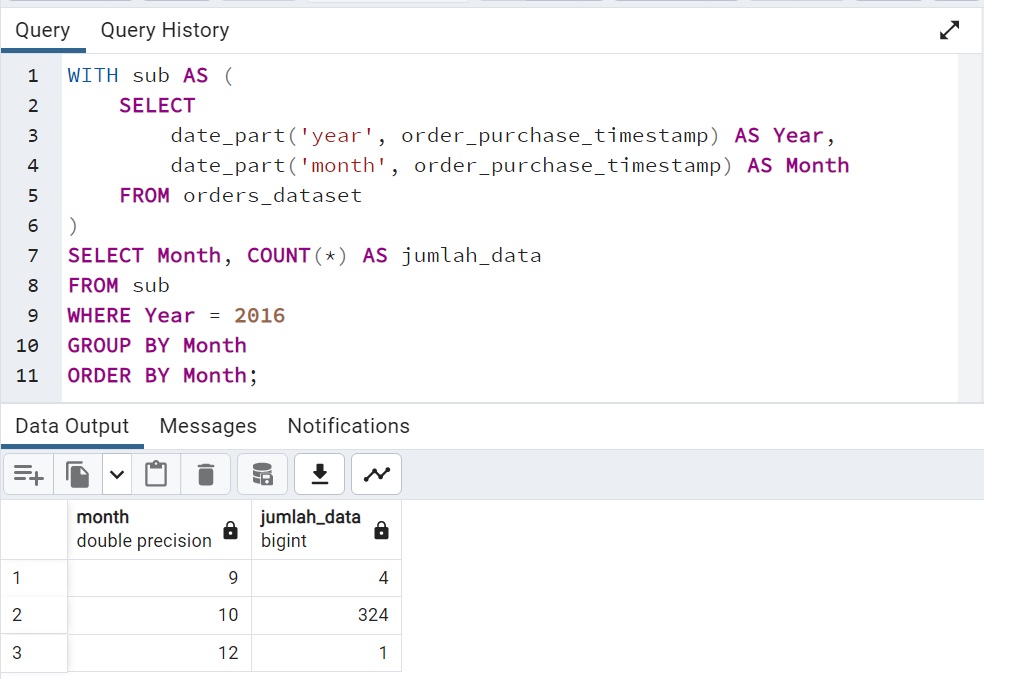 Query Query History
1 WITH sub AS (
2 SELECT
3 date_part('year', order_purchase_timestamp) AS Year,
4 date_part('month', order_purchase_timestamp) AS Month
5 FROM orders_dataset
6 )
7 SELECT Month, COUNT(*) AS jumlah_data
8 FROM sub
9 WHERE Year = 2016
10 GROUP BY Month
11 ORDER BY Month;
Data Output Messages Notifications
month jumlah_data
double precision bigint
1 9 4
2 10 324
3 12 1